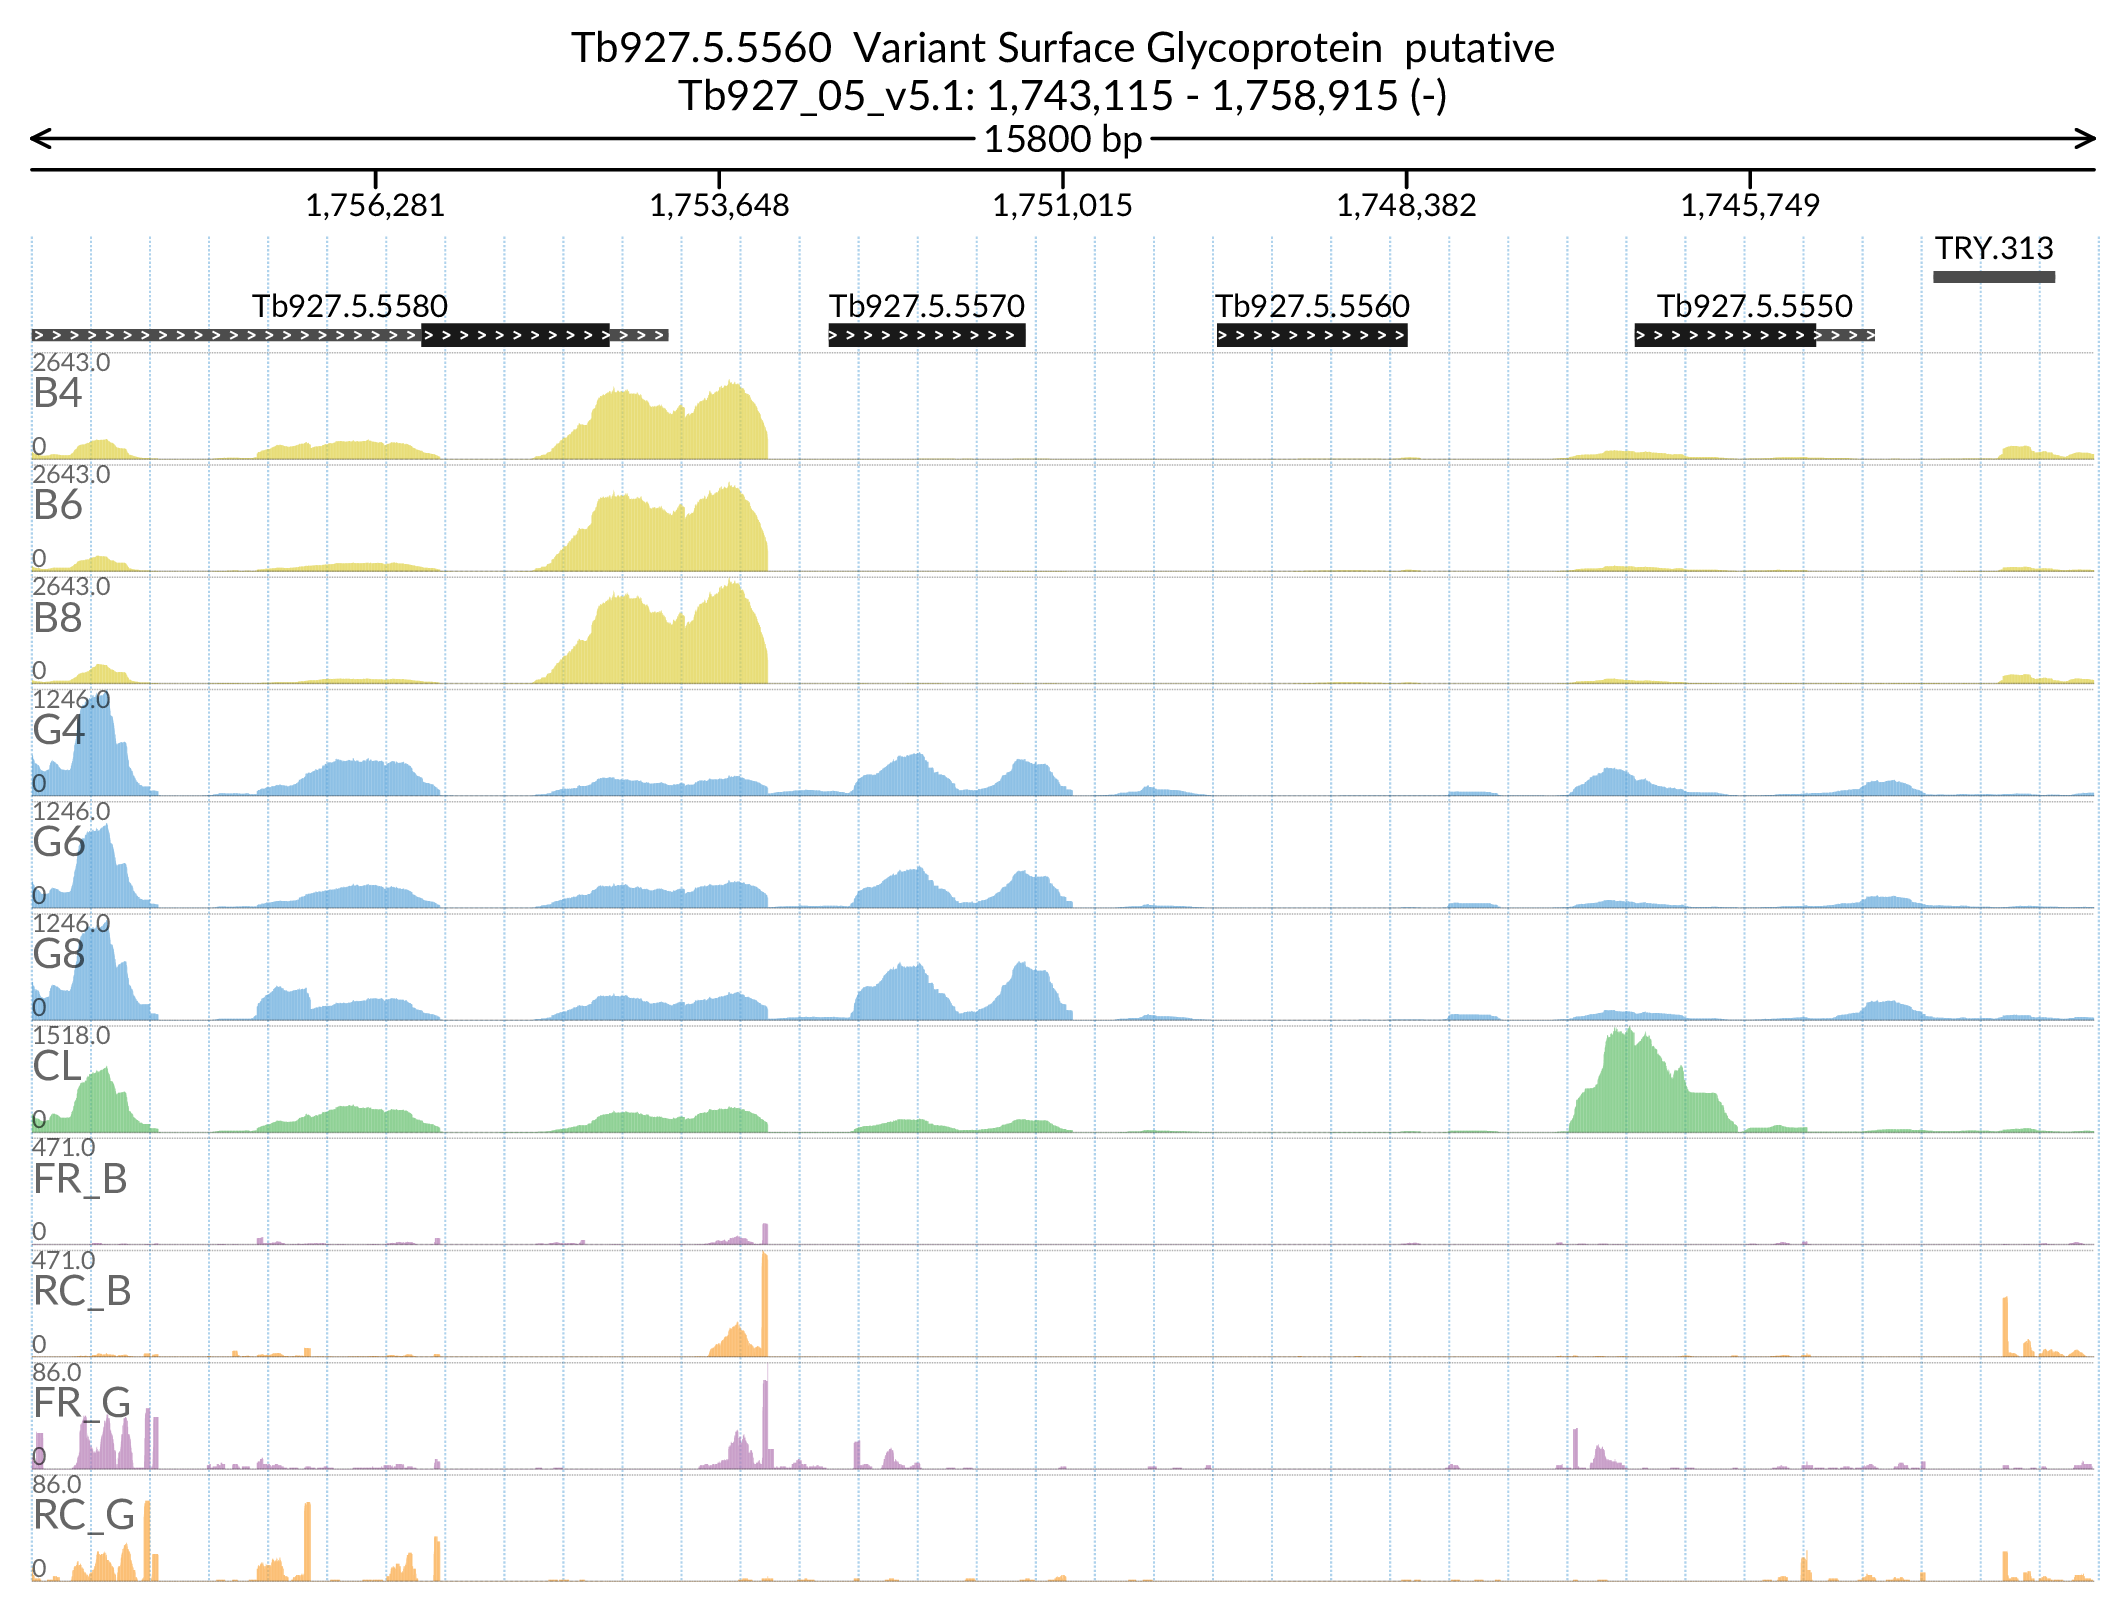 Tb927.5.5560  Variant Surface Glycoprotein  putative
Tb927_05_v5.1: 1,743,115 - 1,758,915 (-)
15800 bp
1,756,281 1,753,648 1,751,015 1,748,382 1,745,749
TRY.313
Tb927.5.5580 Tb927.5.5570 Tb927.5.5560 Tb927.5.5550
2643.0
B4
0
2643.0
B6
0
2643.0
B8
0
1246.0
G4
0
1246.0
G6
0
1246.0
G8
0
1518.0
CL
0
471.0
FR_B
0
471.0
RC_B
0
86.0
FR_G
0
86.0
RC_G
0